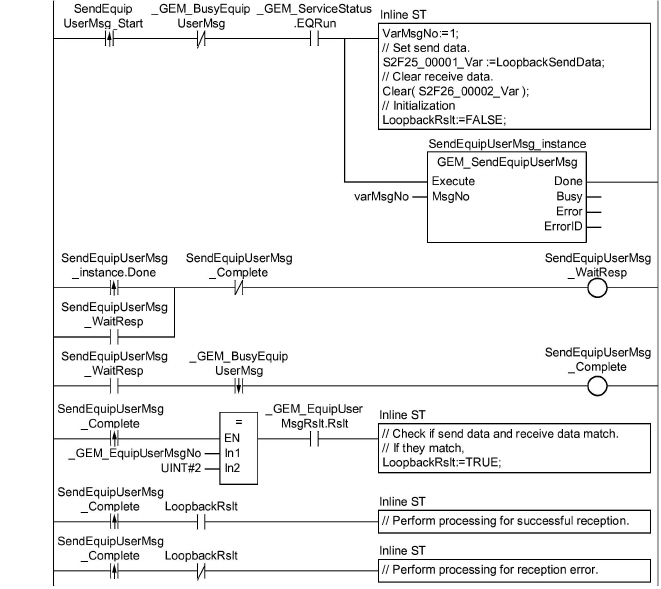 SendEquip
UserMsg_Start
_GEM_BusyEquip
UserMsg
_GEM_ServiceStatus
.EQRun
Inline ST
VarMsgNo:=1;
// Set send data.
S2F25_00001_Var :=LoopbackSendData;
// Clear receive data.
Clear( S2F26_00002_Var );
// Initialization
LoopbackRslt:=FALSE;
SendEquipUserMsg_instance
GEM_SendEquipUserMsg
Execute Done
varMsgNo MsgNo Busy
Error
ErrorID
SendEquipUserMsg
_instance.Done
SendEquipUserMsg
_Complete
SendEquipUserMsg
_WaitResp
SendEquipUserMsg
_WaitResp
SendEquipUserMsg
_WaitResp
_GEM_BusyEquip
UserMsg
SendEquipUserMsg
_Complete
SendEquipUserMsg
_Complete
=
EN
_GEM_EquipUserMsgNo In1
UINT#2 In2
_GEM_EquipUser
MsgRslt.Rslt
Inline ST
// Check if send data and receive data match.
// If they match,
LoopbackRslt:=TRUE;
SendEquipUserMsg
_Complete
LoopbackRslt
Inline ST
// Perform processing for successful reception.
SendEquipUserMsg
_Complete
LoopbackRslt
Inline ST
// Perform processing for reception error.